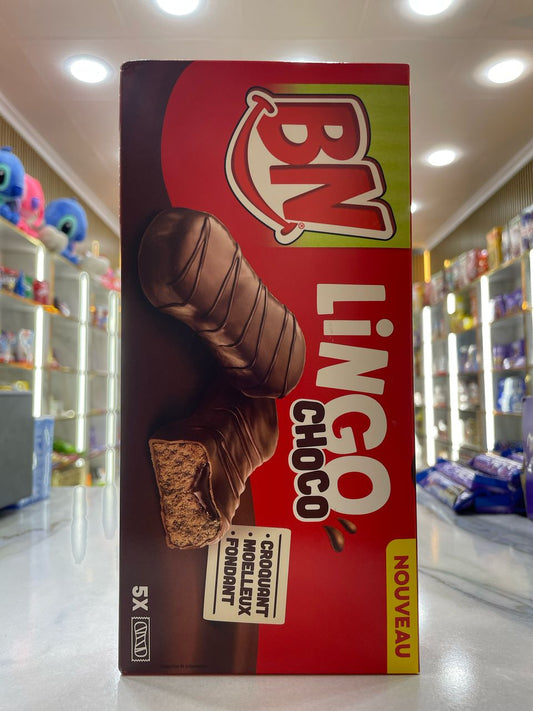 BN
®
LiNGO
CHOCO
• CROQUANT
• MOELLEUX
• FONDANT
NOUVEAU
5X